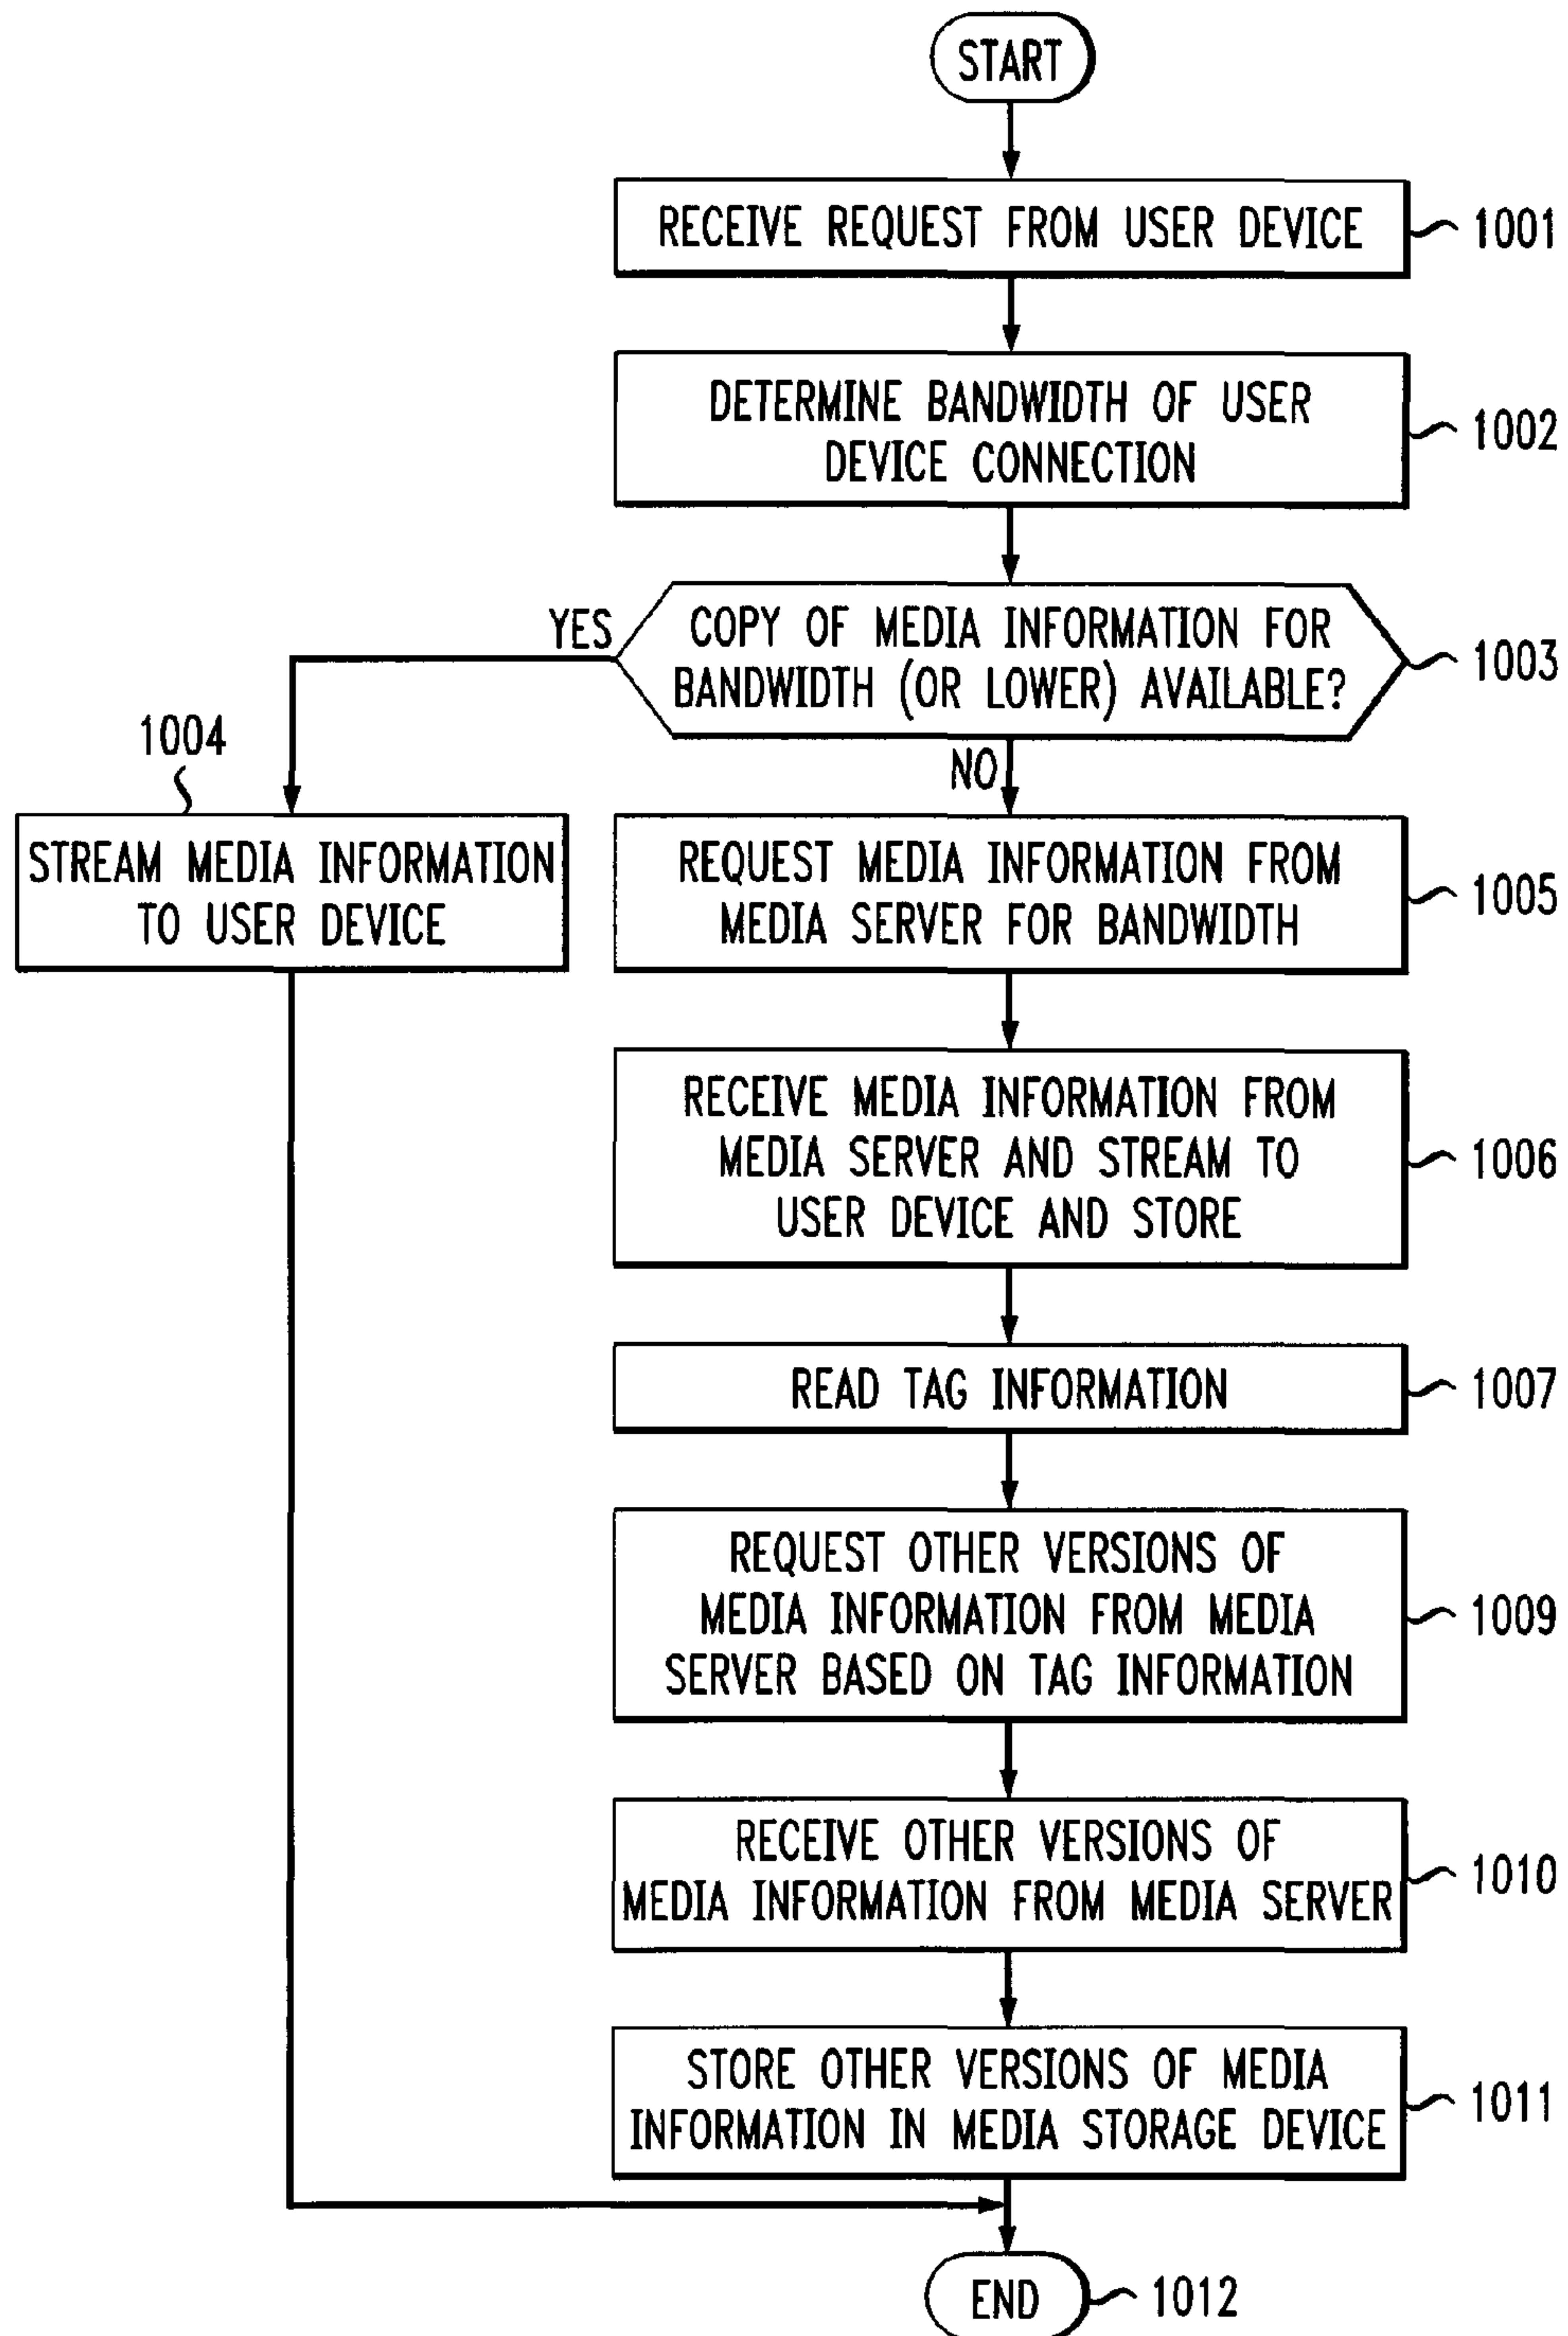 START
RECEIVE REQUEST FROM USER DEVICE
1001
DETERMINE BANDWIDTH OF USER
DEVICE CONNECTION
1002
YES
COPY OF MEDIA INFORMATION FOR
BANDWIDTH (OR LOWER) AVAILABLE?
1003
1004
NO
STREAM MEDIA INFORMATION
TO USER DEVICE
REQUEST MEDIA INFORMATION FROM
MEDIA SERVER FOR BANDWIDTH
1005
RECEIVE MEDIA INFORMATION FROM
MEDIA SERVER AND STREAM TO
USER DEVICE AND STORE
1006
READ TAG INFORMATION
1007
REQUEST OTHER VERSIONS OF
MEDIA INFORMATION FROM MEDIA
SERVER BASED ON TAG INFORMATION
1009
RECEIVE OTHER VERSIONS OF
MEDIA INFORMATION FROM MEDIA SERVER
1010
STORE OTHER VERSIONS OF MEDIA
INFORMATION IN MEDIA STORAGE DEVICE
1011
END
1012